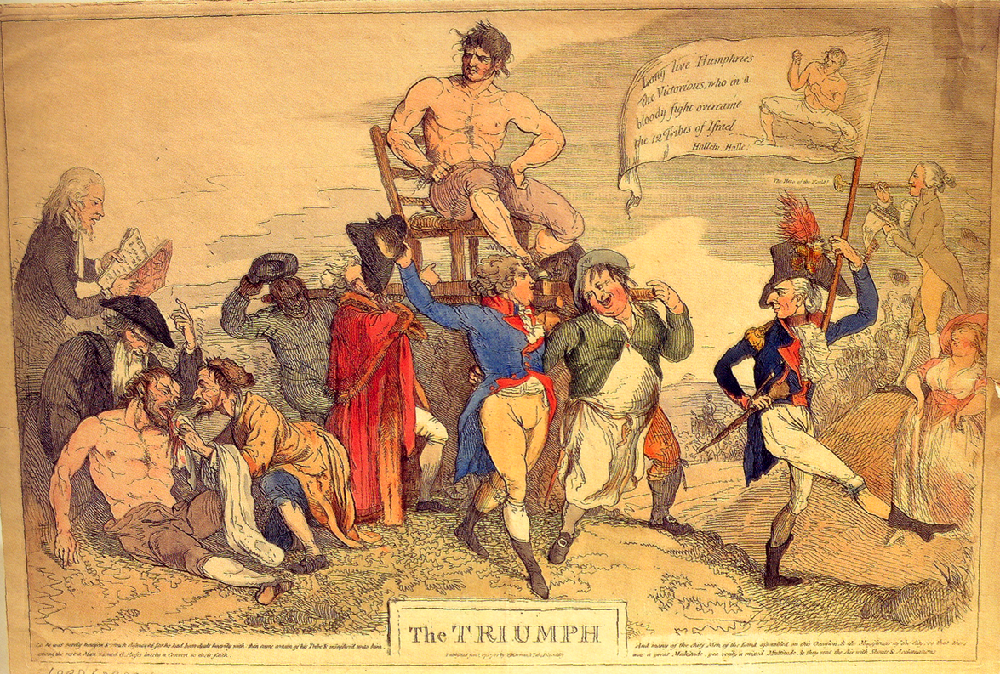 Long live Humphries
the Victorious, who in a
bloody fight overcame
the 12 Tribes of Israel
Hallelu. Halle.
The Hero of the World!
The TRIUMPH
So he was sorely bruised & much defeated for he had been dealt heavily with, then came certain of his Tribe & ministered unto him
among the rest a Man named G. Moses lately a Convert to their faith.
And many of the chief Men of the Land assembled on this Occasion, & the Magistrate of the City, so that there
was a great Multitude, yea verily a mixed Multitude, & they rent the Air with Shouts & Acclamations